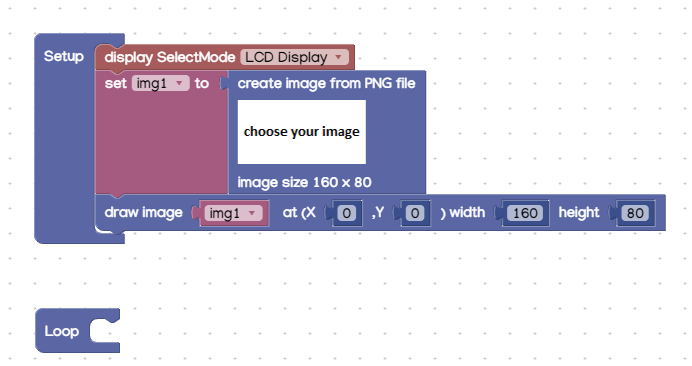 Setup
display SelectMode LCD Display
set img1 to create image from PNG file
choose your image
image size 160 x 80
draw image img1 at (X 0 ,Y 0 ) width 160 height 80
Loop